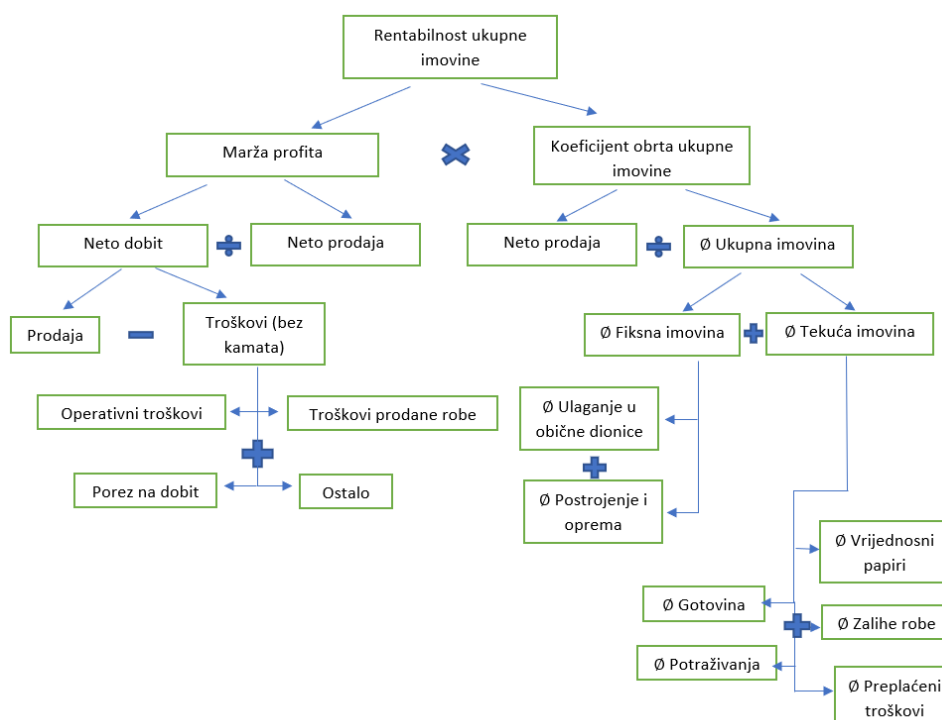 Rentabilnost ukupne
imovine
Marža profita
Koeficijent obrta ukupne
imovine
Neto dobit
Neto prodaja
Neto prodaja
Ø Ukupna imovina
Prodaja
Troškovi (bez
kamata)
Ø Fiksna imovina
Ø Tekuća imovina
Operativni troškovi
Troškovi prodane robe
Ø Ulaganje u
obične dionice
Porez na dobit
Ostalo
Ø Postrojenje i
oprema
Ø Vrijednosni
papiri
Ø Gotovina
Ø Zalihe robe
Ø Potraživanja
Ø Preplaćeni
troškovi